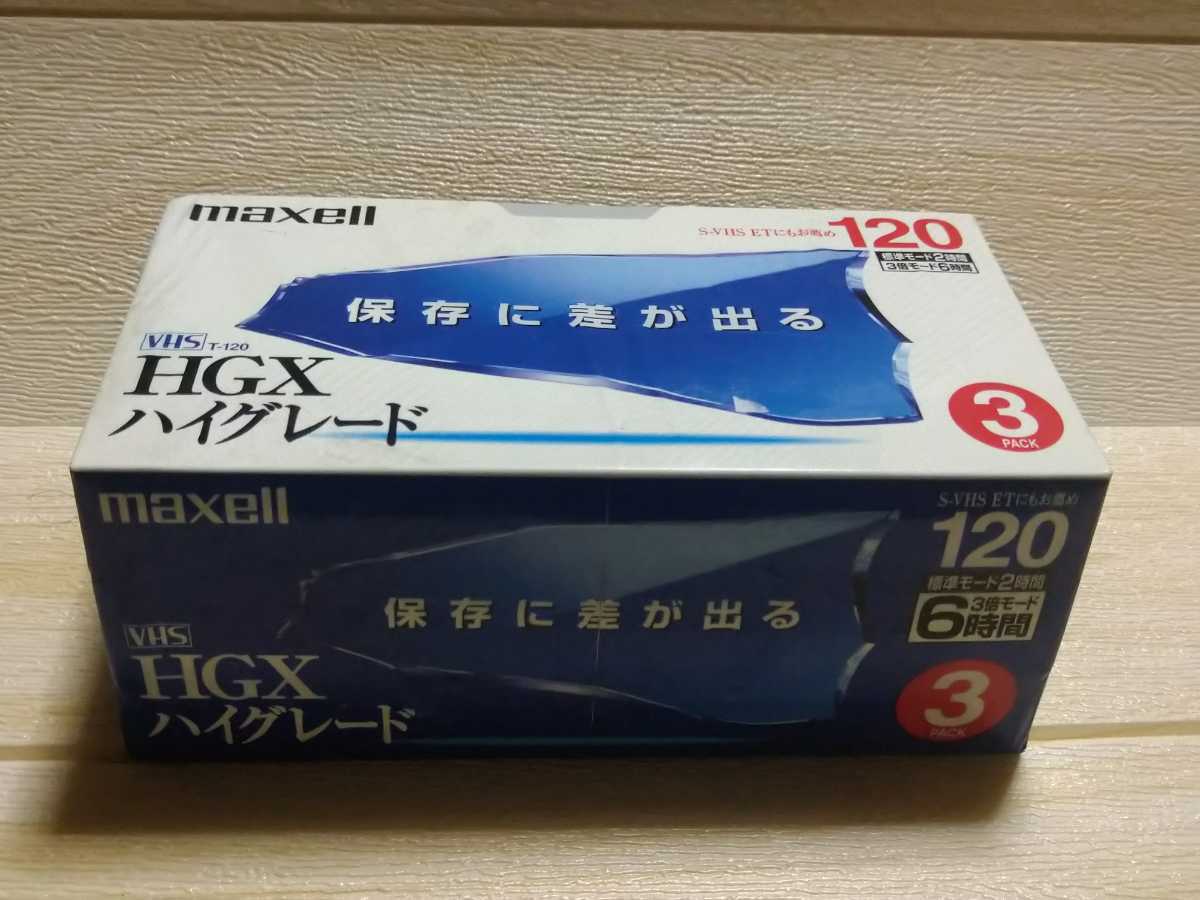 maxell
S-VHS ETにもお薦め
120
標準モード2時間
3倍モード6時間
保存に差が出る
VHS T-120
HGX
ハイグレード
3
PACK
maxell
S-VHS ETにもお薦め
120
標準モード2時間
3倍モード
6時間
保存に差が出る
VHS
HGX
ハイグレード
3
PACK